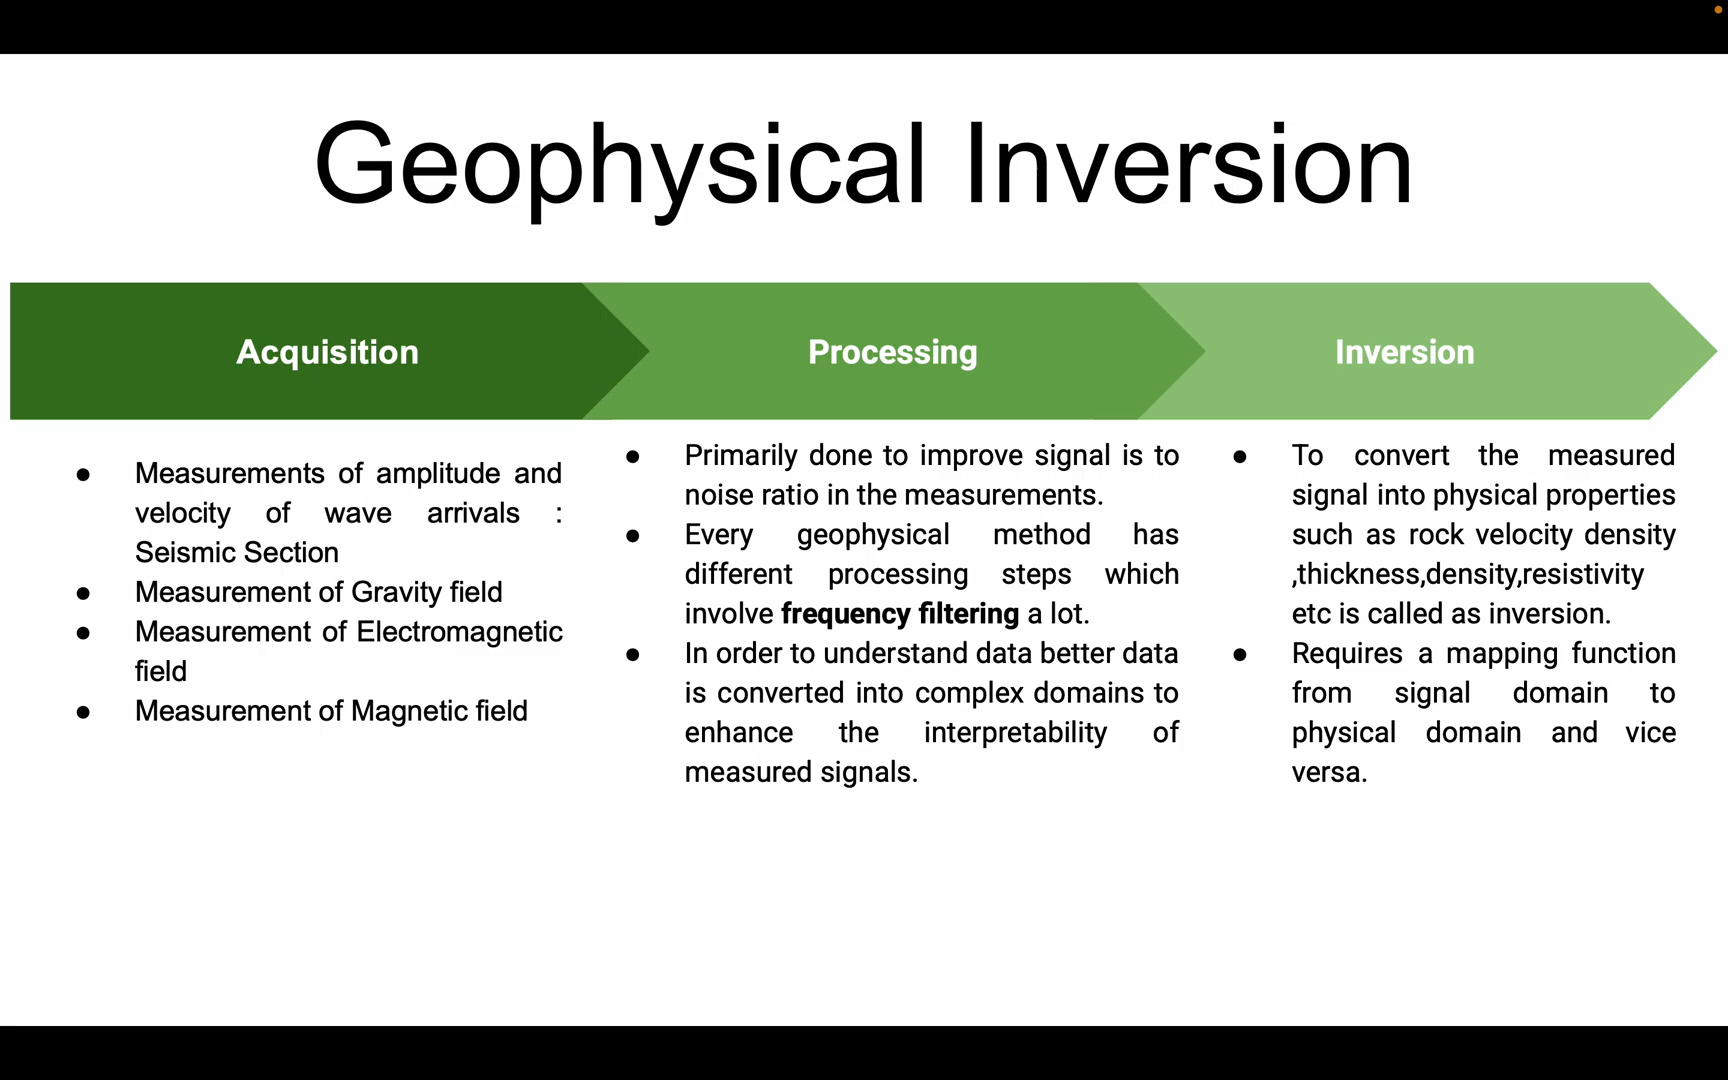 Geophysical Inversion
Acquisition
Processing
Inversion
● Measurements of amplitude and
velocity of wave arrivals :
Seismic Section
● Measurement of Gravity field
● Measurement of Electromagnetic
field
● Measurement of Magnetic field
● Primarily done to improve signal is to
noise ratio in the measurements.
● Every geophysical method has
different processing steps which
involve frequency filtering a lot.
● In order to understand data better data
is converted into complex domains to
enhance the interpretability of
measured signals.
● To convert the measured
signal into physical properties
such as rock velocity density
,thickness,density,resistivity
etc is called as inversion.
● Requires a mapping function
from signal domain to
physical domain and vice
versa.